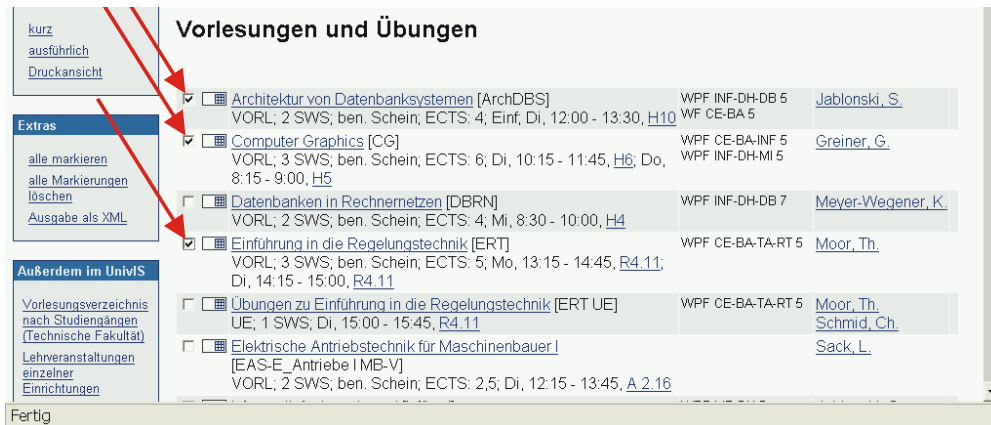 kurz
ausführlich
Druckansicht
Extras
alle markieren
alle Markierungen
löschen
Ausgabe als XML
Außerdem im UnivIS
Vorlesungsverzeichnis
nach Studiengängen
(Technische Fakultät)
Lehrveranstaltungen
einzelner
Einrichtungen
Vorlesungen und Übungen
Architektur von Datenbanksystemen [ArchDBS] WPF INF-DH-DB 5 Jablonski, S.
VORL; 2 SWS; ben. Schein; ECTS: 4; Einf; Di, 12:00 - 13:30, H10 WF CE-BA 5
Computer Graphics [CG] WPF CE-BA-INF 5 Greiner, G.
VORL; 3 SWS; ben. Schein; ECTS: 6; Di, 10:15 - 11:45, H6; Do, WPF INF-DH-MI 5
8:15 - 9:00, H5
Datenbanken in Rechnernetzen [DBRN] WPF INF-DH-DB 7 Meyer-Wegener, K.
VORL; 2 SWS; ben. Schein; ECTS: 4; Mi, 8:30 - 10:00, H4
Einführung in die Regelungstechnik [ERT] WPF CE-BA-TA-RT 5 Moor, Th.
VORL; 3 SWS; ben. Schein; ECTS: 5; Mo, 13:15 - 14:45, R4.11;
Di, 14:15 - 15:00, R4.11
Übungen zu Einführung in die Regelungstechnik [ERT UE] WPF CE-BA-TA-RT 5 Moor, Th.
UE; 1 SWS; Di, 15:00 - 15:45, R4.11 Schmid, Ch.
Elektrische Antriebstechnik für Maschinenbauer I Sack, L.
[EAS-E_Antriebe I MB-V]
VORL; 2 SWS; ben. Schein; ECTS: 2,5; Di, 12:15 - 13:45, A 2.16
Fertig